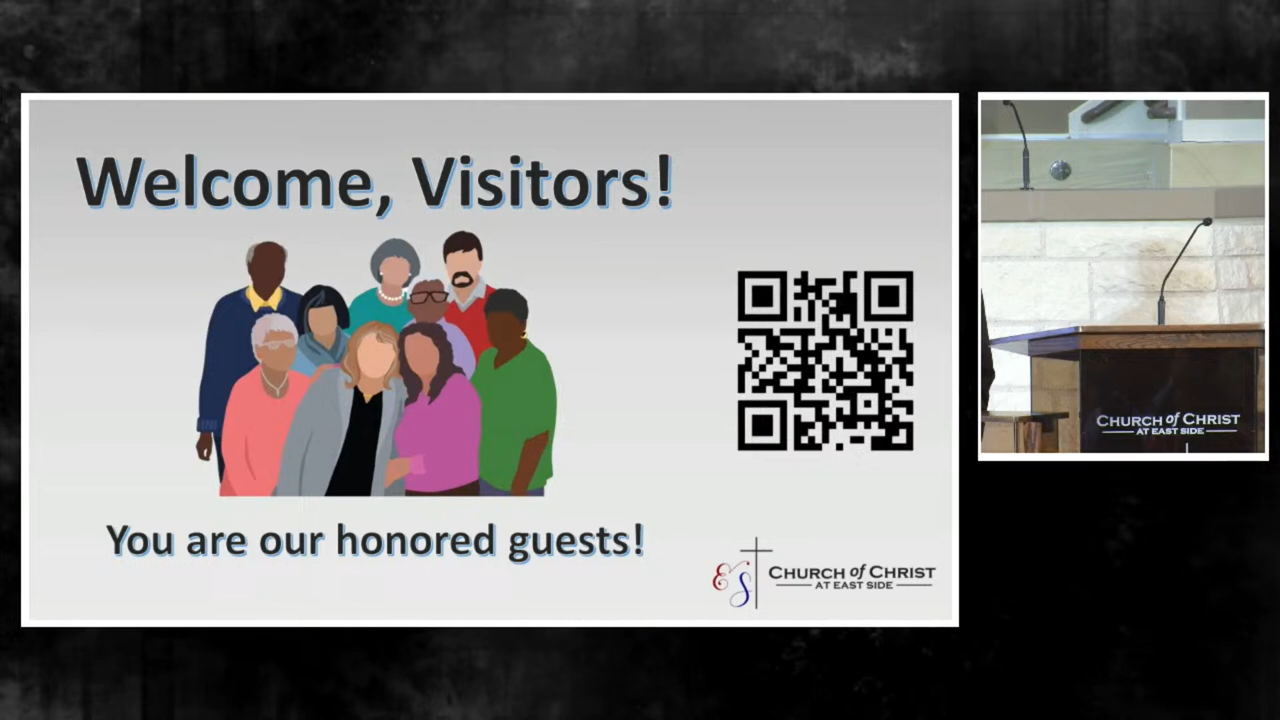 Welcome, Visitors!
You are our honored guests!
ES
CHURCH of CHRIST
AT EAST SIDE
CHURCH of CHRIST
AT EAST SIDE